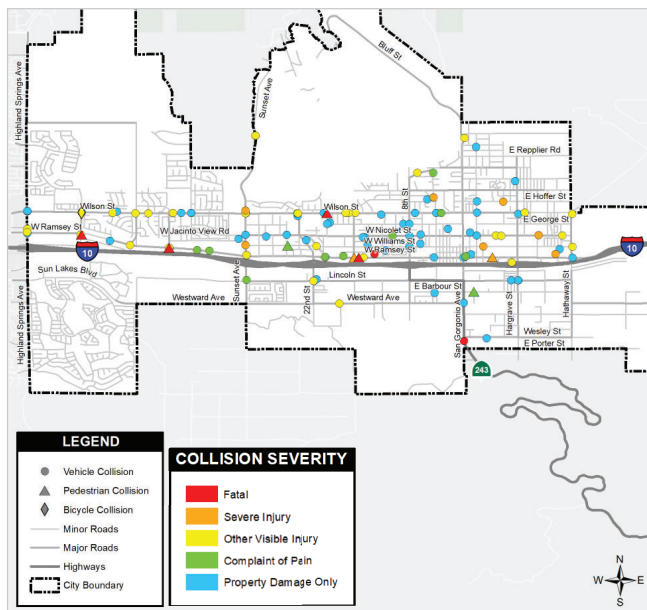 Bluff St
Highland Springs Ave
Sunset Ave
E Repplier Rd
8th St
E Hoffer St
Wilson St
Wilson St
E George St
W Ramsey St
W Jacinto View Rd
W Nicolet St
W Williams St
W Ramsey St
10
10
Sun Lakes Blvd
Lincoln St
E Barbour St
Westward Ave
Westward Ave
Sunset Ave
22nd St
San Gorgonio Ave
Hargrave St
Hathaway St
Highland Springs Ave
Wesley St
E Porter St
243
LEGEND
Vehicle Collision
Pedestrian Collision
Bicycle Collision
Minor Roads
Major Roads
Highways
City Boundary
COLLISION SEVERITY
Fatal
Severe Injury
Other Visible Injury
Complaint of Pain
Property Damage Only
N
W E
S